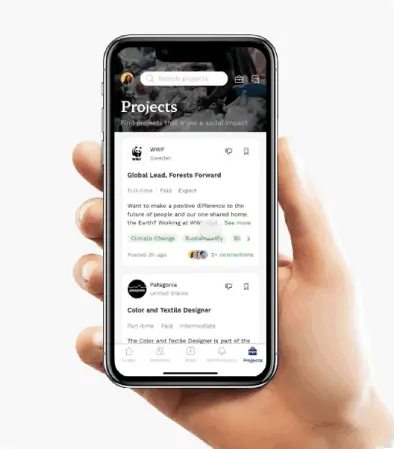 Search projects
Projects
Find projects that make a social impact
WWF
WWF
Sweden
Global Lead, Forests Forward
Full-time Paid Expert
Want to make a positive difference to the
future of people and our one shared home,
the Earth? Working at WWF .. See more
Climate Change Sustainability
Posted 3h ago 2+ connections
patagonia
Patagonia
United States
Color and Textile Designer
Part-time Paid Intermediate
The Color and Textile Designer is part of the
Home Network Post Notifications Projects